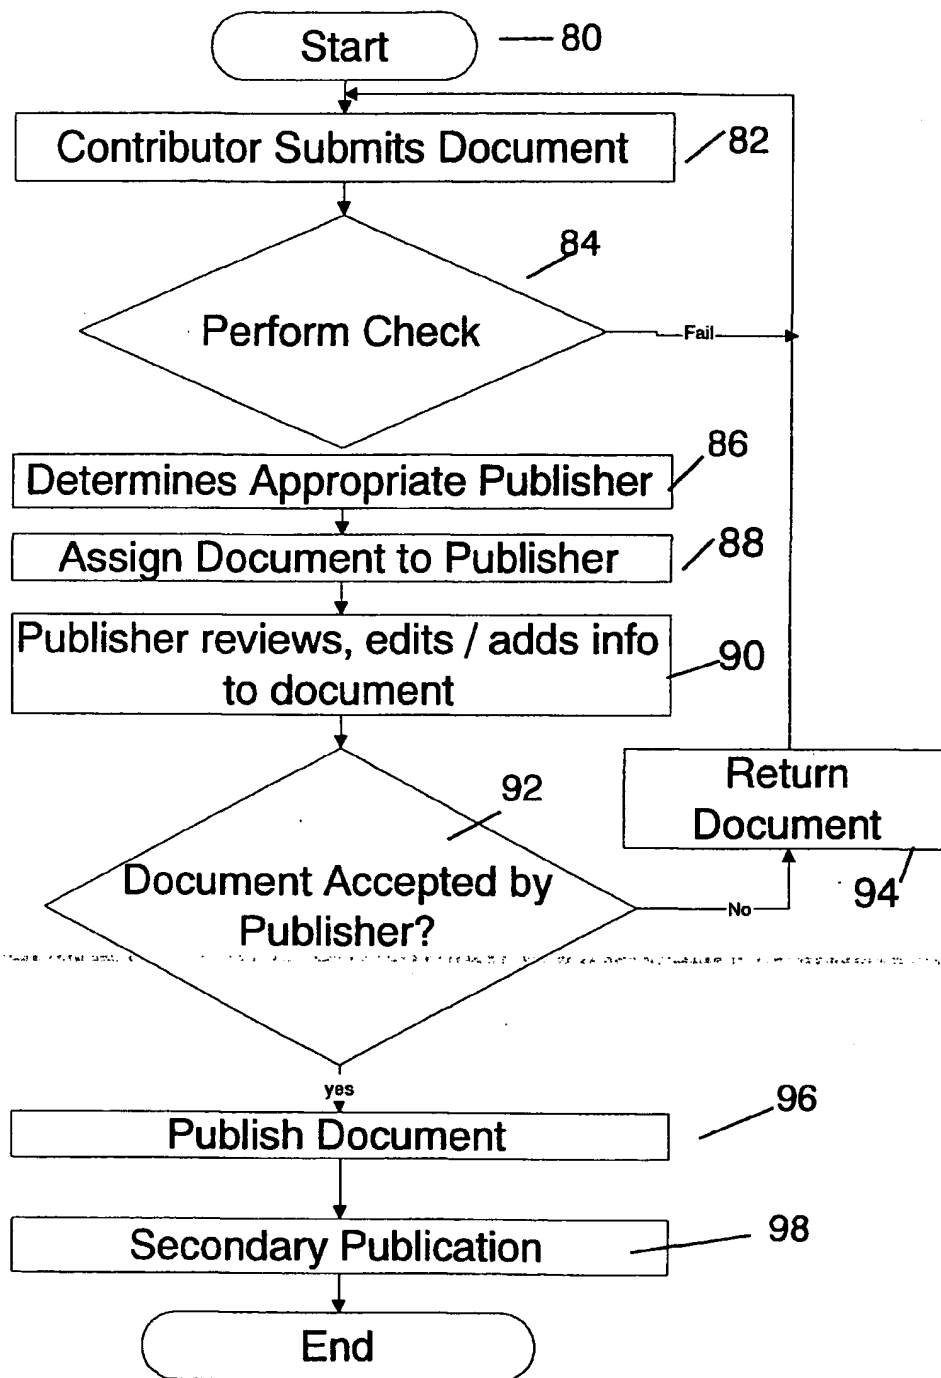 Start
80
Contributor Submits Document
82
84
Perform Check
Fail
Determines Appropriate Publisher
86
Assign Document to Publisher
88
Publisher reviews, edits / adds info
to document
90
92
Return
Document
94
Document Accepted by
Publisher?
No
yes
Publish Document
96
Secondary Publication
98
End